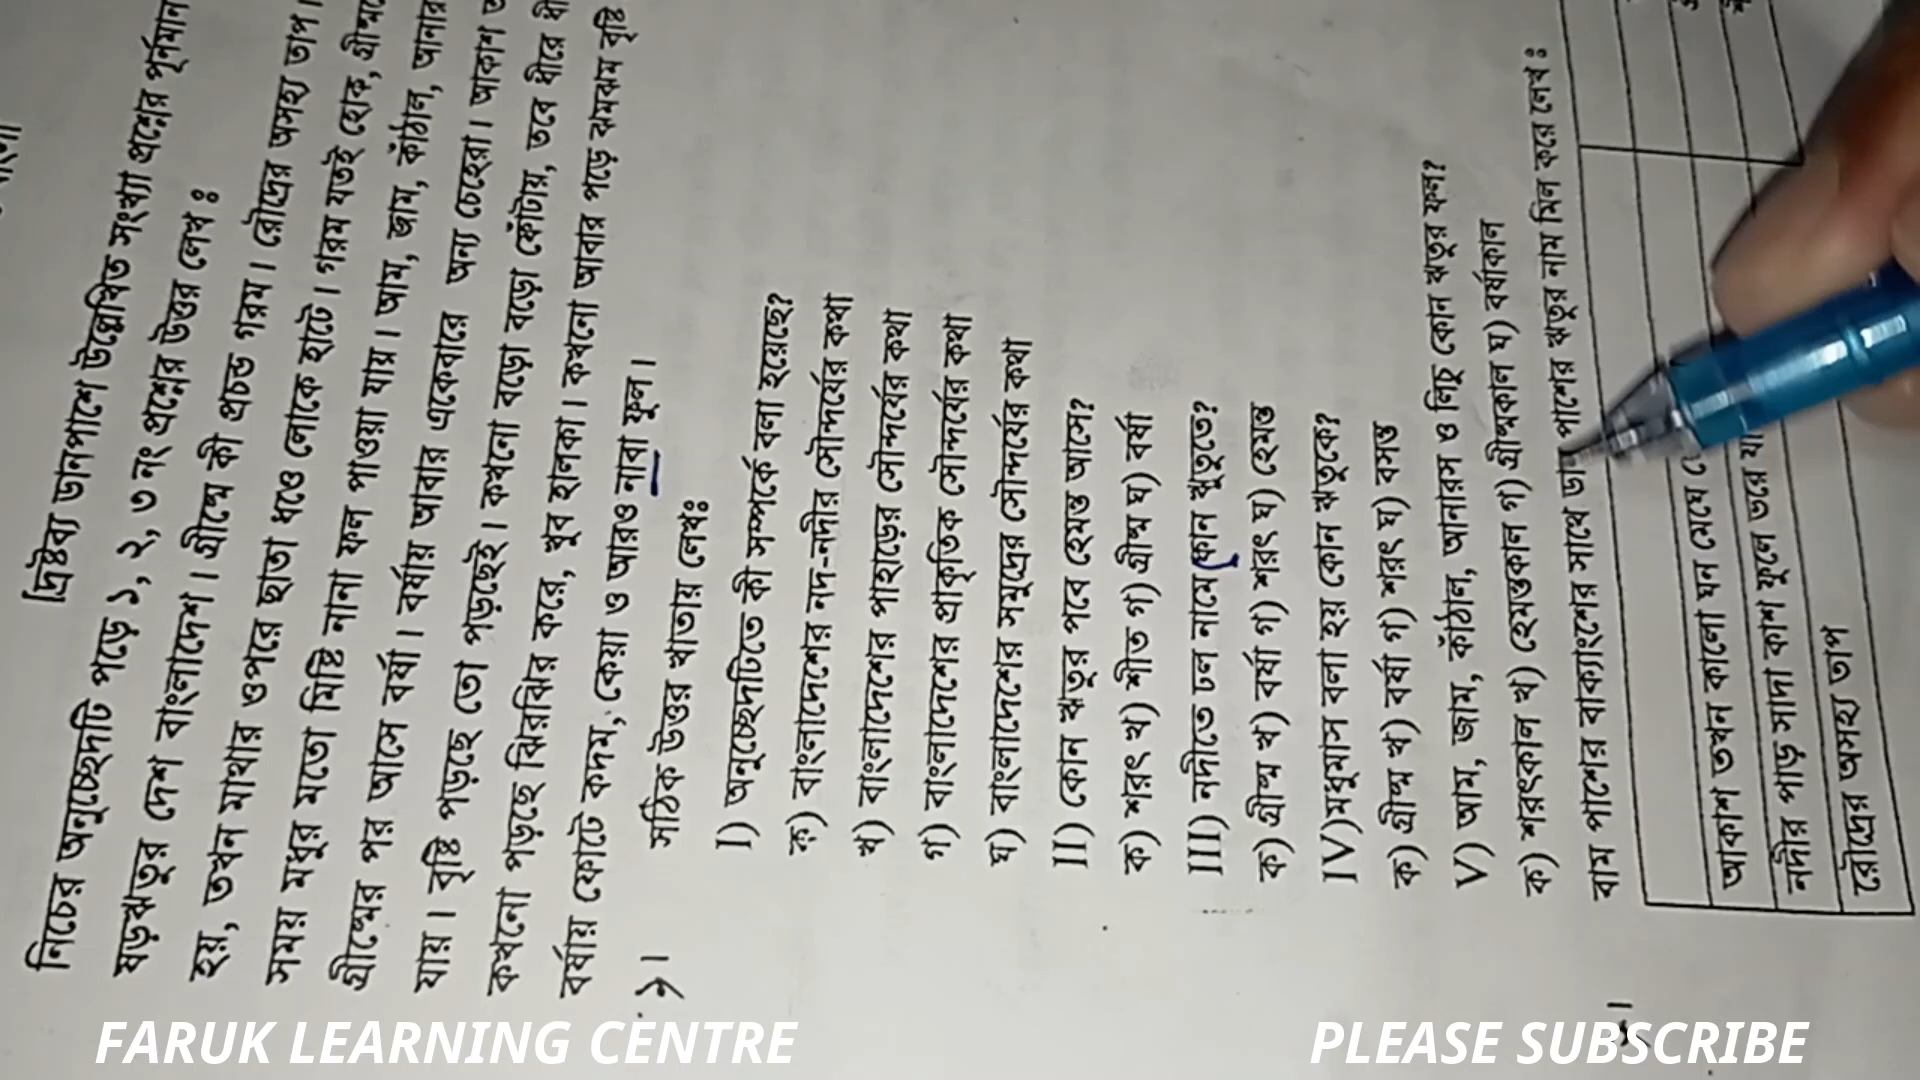 [দ্রষ্টব্য ডানপাশে উল্লেখিত সংখ্যা প্রশ্নের পূর্নমান
নিচের অনুচ্ছেদটি পড়ে ১, ২, ৩ নং প্রশ্নের উত্তর লেখ ঃ
ষড়ঋতুর দেশ বাংলাদেশ। গ্রীষ্মে কী প্রচন্ড গরম। রৌদ্রের অসহ্য তাপ।
হয়, তখন মাথার ওপরে ছাতা ধণ্ডে লোকে হাটে। গরম যতই হোক,
সময় মধুর মতো মিষ্টি নানা ফল পাওয়া যায়। আম, জাম, কাঁঠাল, আনার
গ্রীষ্মের পর আসে বর্ষা। বর্ষায় আবার একেবারে অন্য চেহেরা। আকাশ
যায়। বৃষ্টি পড়ছে তো পড়ছেই। কখনো বড়ো বড়ো ফোঁটায়, তবে ধীরে
কখনো পড়ছে ঝিরঝির করে, খুব হালকা। কখনো আবার পড়ে ঝমঝম বৃষ্টি
বর্ষায় ফোটে কদম, কেয়া ও আরও নাবা ফুল।
১। সঠিক উত্তর খাতায় লেখঃ
I) অনুচ্ছেদটিতে কী সম্পর্কে বলা হয়েছে?
ক) বাংলাদেশের নদ-নদীর সৌন্দর্যের কথা
খ) বাংলাদেশের পাহাড়ের সৌন্দর্যের কথা
গ) বাংলাদেশের প্রাকৃতিক সৌন্দর্যের কথা
ঘ) বাংলাদেশের সমুদ্রের সৌন্দর্যের কথা
II) কোন ঋতুর পরে হেমন্ত আসে?
ক) শরৎ খ) শীত গ) গ্রীষ্ম ঘ) বর্ষা
III) নদীতে ঢল নামে কোন ঋতুতে?
ক) গ্রীষ্ম খ) বর্ষা গ) শরৎ ঘ) হেমন্ত
IV) মধুমাস বলা হয় কোন ঋতুকে?
ক) গ্রীষ্ম খ) বর্ষা গ) শরৎ ঘ) বসন্ত
V) আম, জাম, কাঁঠাল, আনারস ও লিচু কোন ঋতুর ফল?
ক) শরৎকাল খ) হেমন্তকাল গ) গ্রীষ্মকাল ঘ) বর্ষাকাল
বাম পাশের বাক্যাংশের সাথে পাশের ঋতুর নাম মিল করে লেখ ঃ
আকাশ তখন কালো ঘন মেঘে
নদীর পাড় সাদা কাশ ফুলে ভরে
রৌদ্রের অসহ্য তাপ
FARUK LEARNING CENTRE
PLEASE SUBSCRIBE